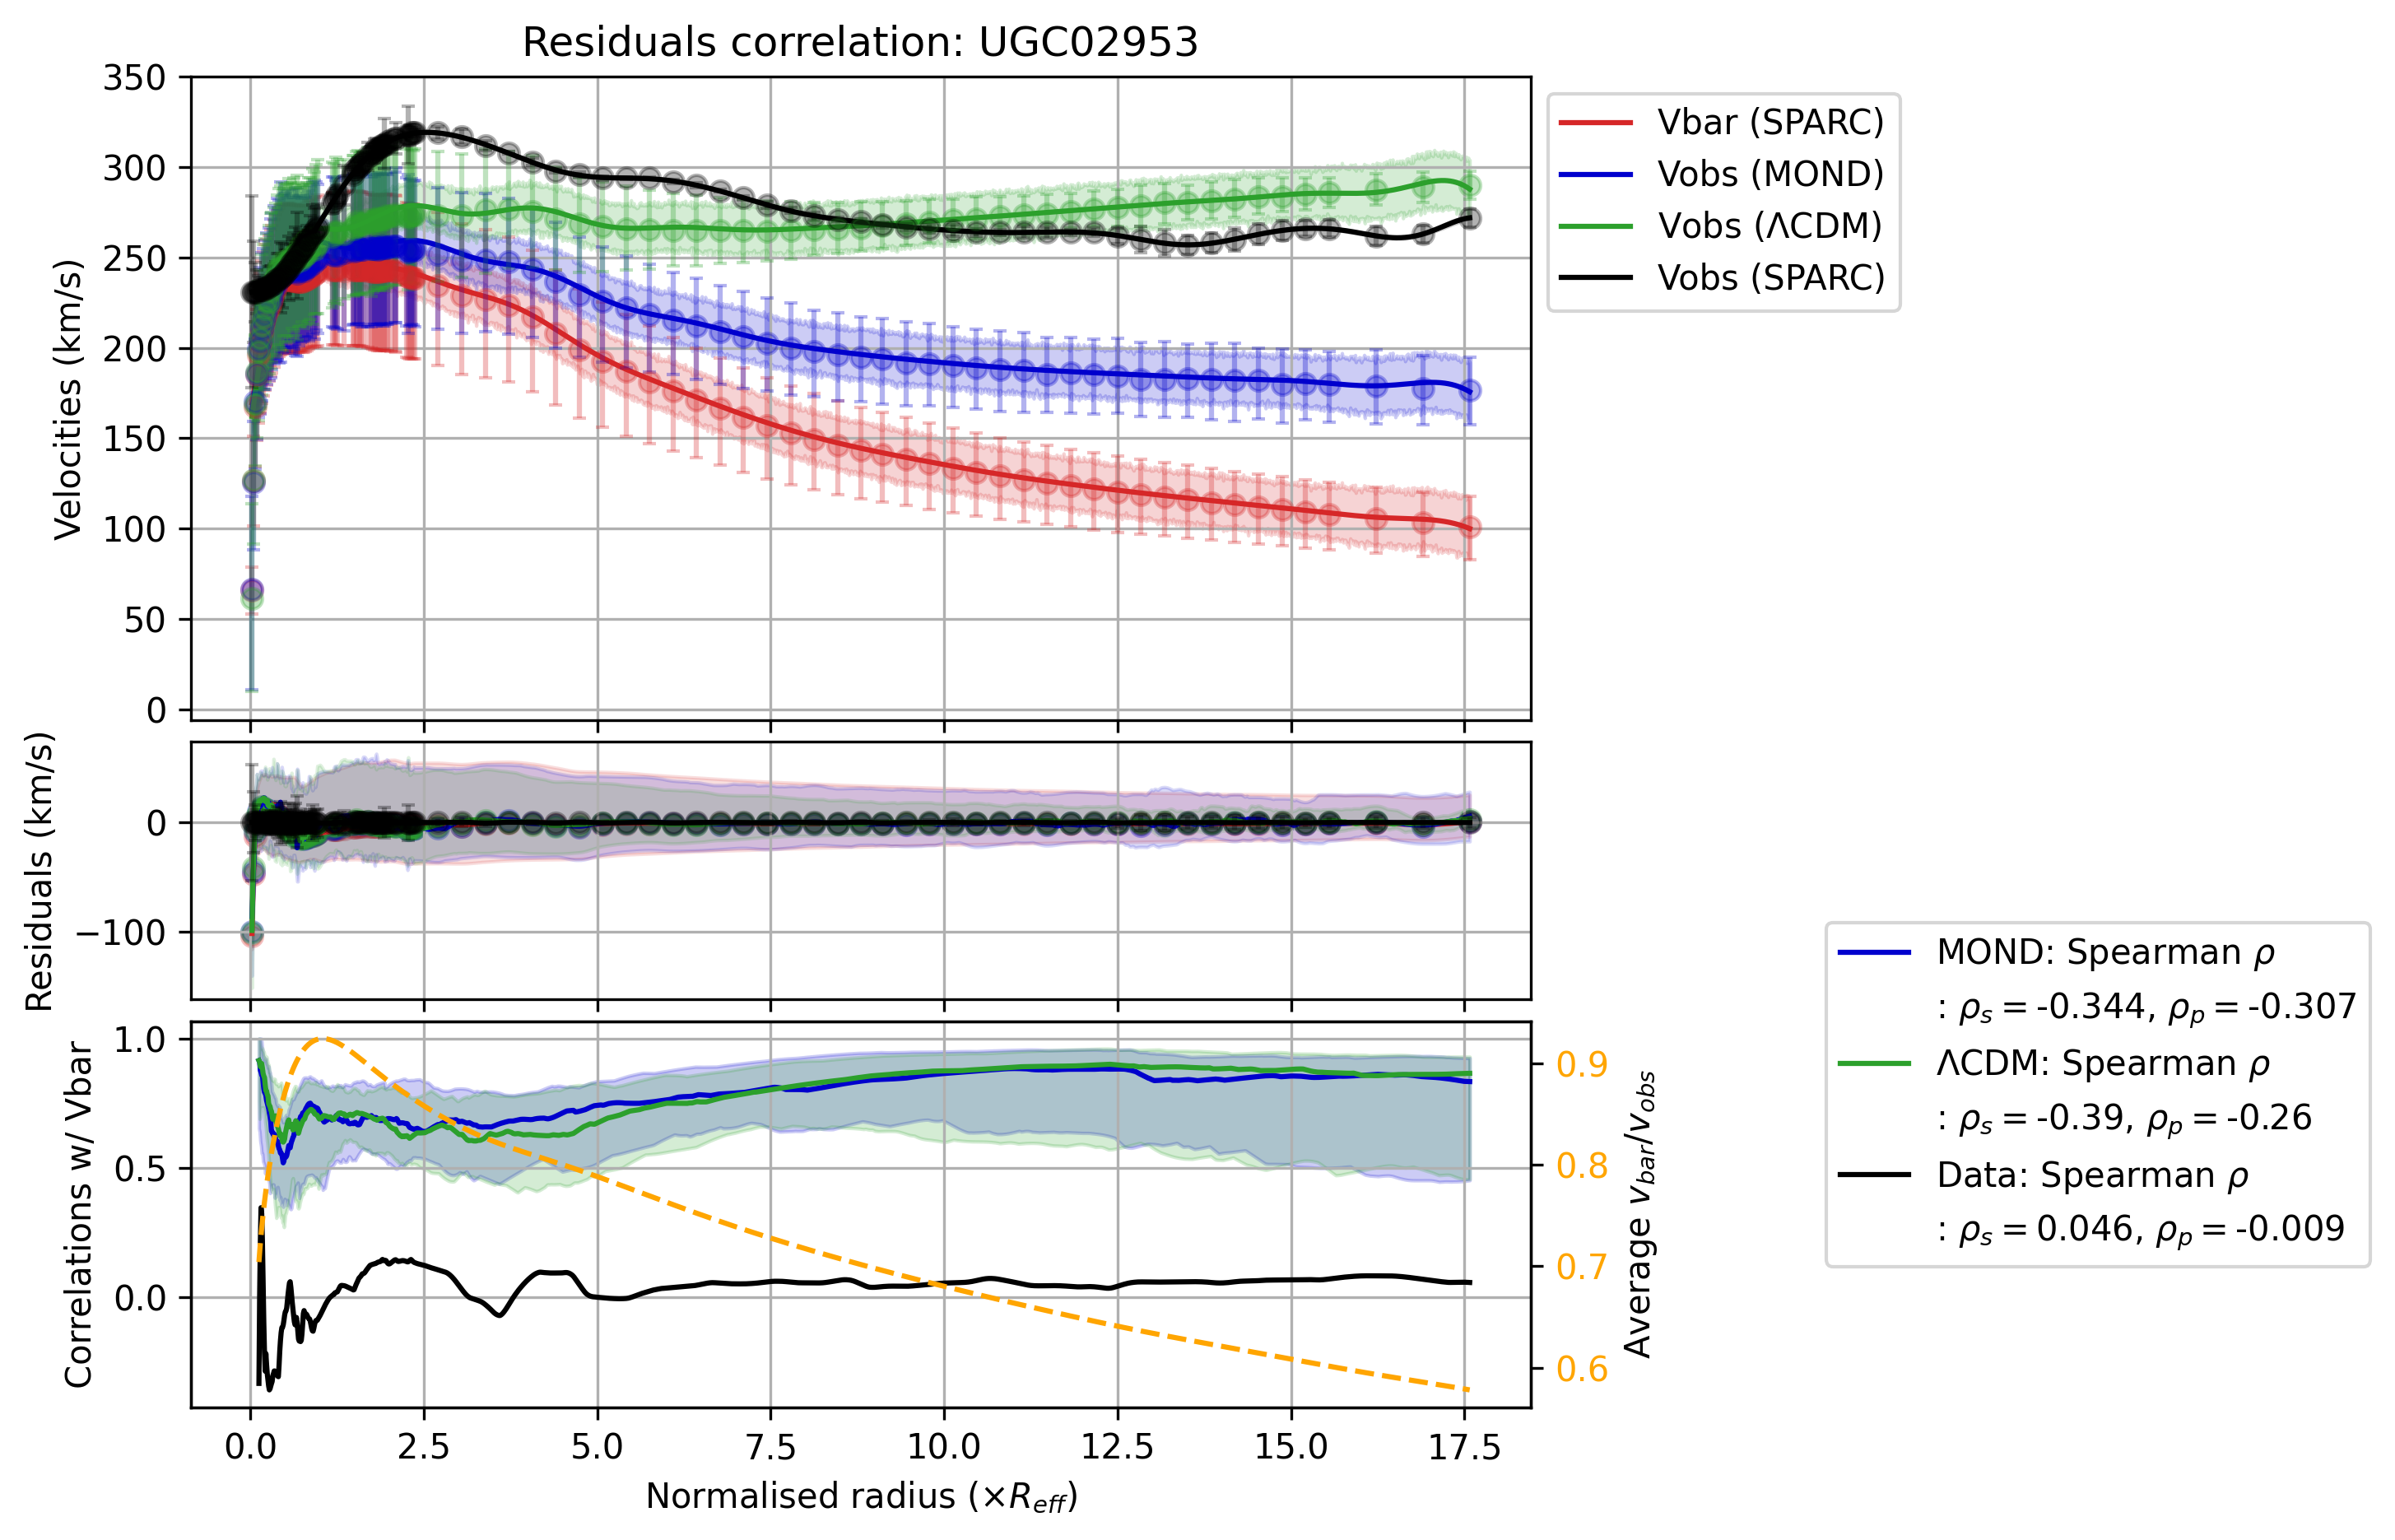 Residuals correlation: UGC02953
350
300
250
200
150
100
50
0
Velocities (km/s)
Vbar (SPARC)
Vobs (MOND)
Vobs (ΛCDM)
Vobs (SPARC)
0
−100
Residuals (km/s)
1.0
0.5
0.0
Correlations w/ Vbar
0.9
0.8
0.7
0.6
Average v_bar/v_obs
MOND: Spearman ρ
: ρ_s = -0.344, ρ_p = -0.307
ΛCDM: Spearman ρ
: ρ_s = -0.39, ρ_p = -0.26
Data: Spearman ρ
: ρ_s = 0.046, ρ_p = -0.009
0.0 2.5 5.0 7.5 10.0 12.5 15.0 17.5
Normalised radius (×R_eff)